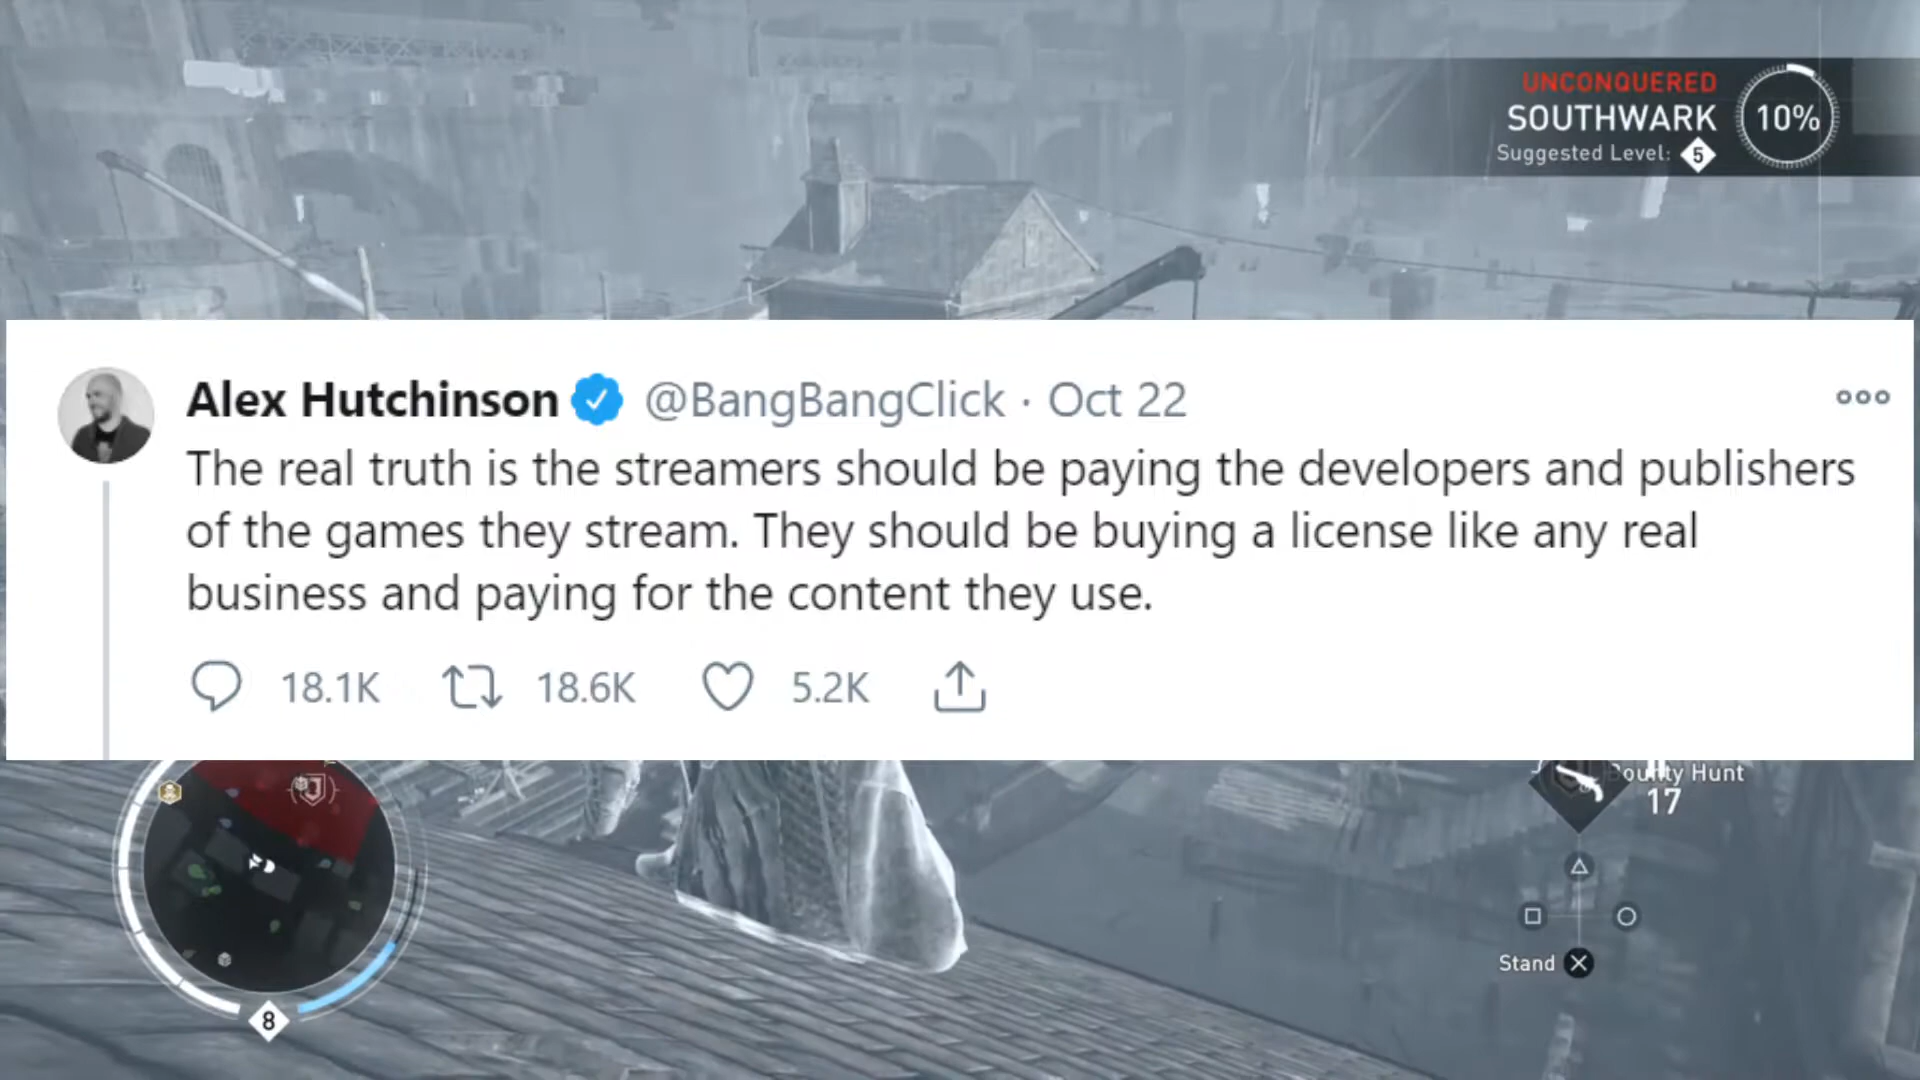 UNCONQUERED
SOUTHWARK
Suggested Level: 5
10%
Alex Hutchinson @BangBangClick · Oct 22
The real truth is the streamers should be paying the developers and publishers
of the games they stream. They should be buying a license like any real
business and paying for the content they use.
18.1K 18.6K 5.2K
Bounty Hunt
17
Stand
8